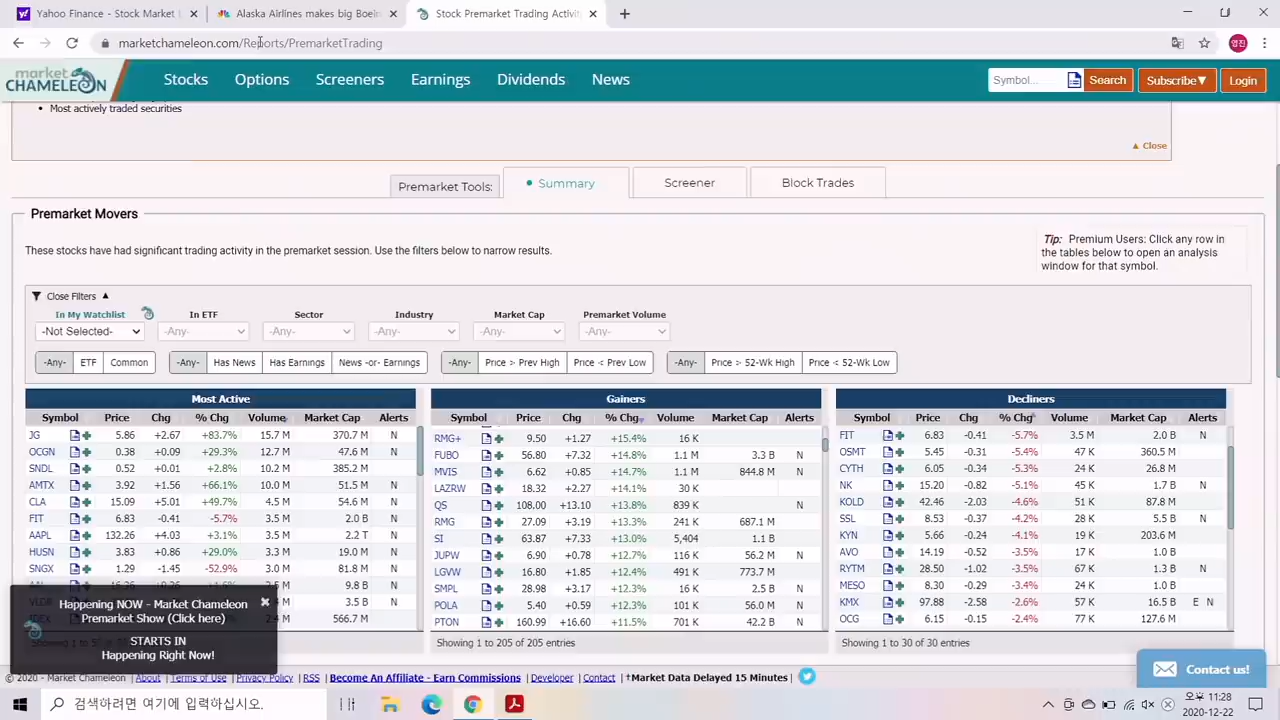 Yahoo Finance - Stock Market
Alaska Airlines makes big Boein
Stock Premarket Trading Activit
marketchameleon.com/Reports/PremarketTrading
영진
market CHAMELEON
Stocks Options Screeners Earnings Dividends News
Symbol... Search Subscribe▼ Login
• Most actively traded securities
▲ Close
Premarket Tools: • Summary Screener Block Trades
Premarket Movers
These stocks have had significant trading activity in the premarket session. Use the filters below to narrow results.
Tip: Premium Users: Click any row in
the tables below to open an analysis
window for that symbol.
Close Filters ▲
In My Watchlist In ETF Sector Industry Market Cap Premarket Volume
-Not Selected- -Any- -Any- -Any- -Any- -Any-
-Any- ETF Common -Any- Has News Has Earnings News -or- Earnings -Any- Price > Prev High Price < Prev Low -Any- Price > 52-Wk High Price < 52-Wk Low
Most Active
Symbol Price Chg % Chg Volume Market Cap Alerts
JG 5.86 +2.67 +83.7% 15.7 M 370.7 M N
OCGN 0.38 +0.09 +29.3% 12.7 M 47.6 M N
SNDL 0.52 +0.01 +2.8% 10.2 M 385.2 M
AMTX 3.92 +1.56 +66.1% 10.0 M 51.5 M N
CLA 15.09 +5.01 +49.7% 4.5 M 54.6 M N
FIT 6.83 -0.41 -5.7% 3.5 M 2.0 B N
AAPL 132.26 +4.03 +3.1% 3.5 M 2.2 T N
HUSN 3.83 +0.86 +29.0% 3.3 M 19.0 M N
SNGX 1.29 -1.45 -52.9% 3.0 M 81.8 M N
9.8 B N
3.5 B N
566.7 M
Showing 1 to 5
Gainers
Symbol Price Chg % Chg Volume Market Cap Alerts
RMG+ 9.50 +1.27 +15.4% 16 K
FUBO 56.80 +7.32 +14.8% 1.1 M 3.3 B N
MVIS 6.62 +0.85 +14.7% 1.1 M 844.8 M N
LAZRW 18.32 +2.27 +14.1% 30 K
QS 108.00 +13.10 +13.8% 839 K N
RMG 27.09 +3.19 +13.3% 241 K 687.1 M
SI 63.87 +7.33 +13.0% 5,404 1.1 B
JUPW 6.90 +0.78 +12.7% 116 K 56.2 M N
LGVW 16.80 +1.85 +12.4% 491 K 773.7 M
SMPL 28.98 +3.17 +12.3% 16 K 2.5 B N
POLA 5.40 +0.59 +12.3% 101 K 56.0 M N
PTON 160.99 +16.60 +11.5% 701 K 42.2 B N
Showing 1 to 205 of 205 entries
Decliners
Symbol Price Chg % Chg Volume Market Cap Alerts
FIT 6.83 -0.41 -5.7% 3.5 M 2.0 B N
OSMT 5.45 -0.31 -5.4% 47 K 360.5 M
CYTH 6.05 -0.34 -5.3% 24 K 26.8 M
NK 15.20 -0.82 -5.1% 45 K 1.7 B N
KOLD 42.46 -2.03 -4.6% 51 K 87.8 M
SSL 8.53 -0.37 -4.2% 28 K 5.5 B N
KYN 5.66 -0.24 -4.1% 19 K 203.6 M
AVO 14.19 -0.52 -3.5% 17 K 1.0 B
RYTM 28.50 -1.02 -3.5% 67 K 1.3 B N
MESO 8.30 -0.29 -3.4% 24 K 1.0 B
KMX 97.88 -2.58 -2.6% 57 K 16.5 B E N
OCG 6.15 -0.15 -2.4% 77 K 127.6 M
Showing 1 to 30 of 30 entries
Happening NOW - Market Chameleon
Premarket Show (Click here)
STARTS IN
Happening Right Now!
Contact us!
© 2020 - Market Chameleon | About | Terms of Use | Privacy Policy | RSS | Become An Affiliate - Earn Commissions | Developer | Contact | †Market Data Delayed 15 Minutes |
검색하려면 여기에 입력하십시오.
오후 11:28
2020-12-22